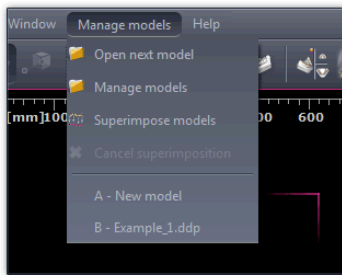 Window Manage models Help
Open next model
Manage models
[mm]100 00 600
Superimpose models
Cancel superimposition
A - New model
B - Example_1.ddp